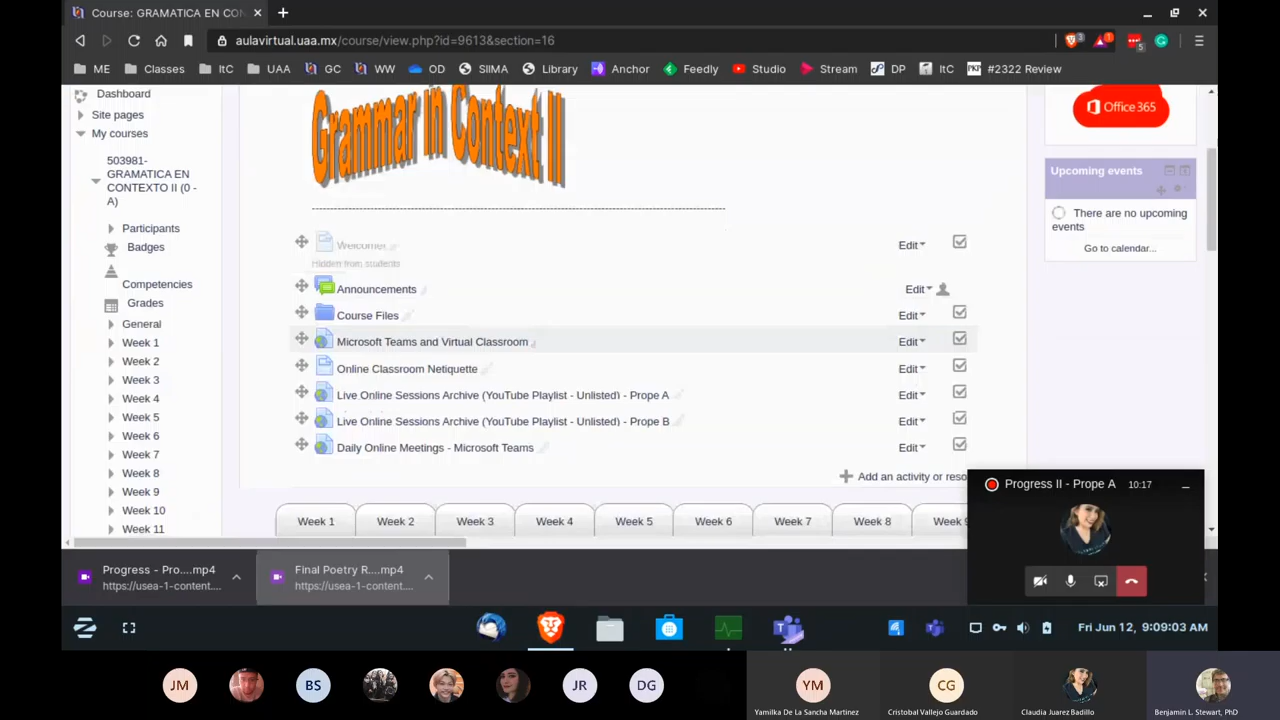 Course: GRAMATICA EN CON
aulavirtual.uaa.mx/course/view.php?id=9613&section=16
3
1
5
ME
Classes
ItC
UAA
GC
WW
OD
SIIMA
Library
Anchor
Feedly
Studio
Stream
DP
ItC
#2322 Review
Dashboard
Site pages
My courses
503981-
GRAMATICA EN
CONTEXTO II (0 -
A)
Participants
Badges
Competencies
Grades
General
Week 1
Week 2
Week 3
Week 4
Week 5
Week 6
Week 7
Week 8
Week 9
Week 10
Week 11
Grammar in Context II
--------------------------------------------------------------------------------
Welcome!
Edit
Hidden from students
Announcements
Edit
Course Files
Edit
Microsoft Teams and Virtual Classroom
Edit
Online Classroom Netiquette
Edit
Live Online Sessions Archive (YouTube Playlist - Unlisted) - Prope A
Edit
Live Online Sessions Archive (YouTube Playlist - Unlisted) - Prope B
Edit
Daily Online Meetings - Microsoft Teams
Edit
Add an activity or reso
Week 1
Week 2
Week 3
Week 4
Week 5
Week 6
Week 7
Week 8
Week 9
Office 365
Upcoming events
There are no upcoming
events
Go to calendar...
Progress II - Prope A
10:17
Progress - Pro....mp4
https://usea-1-content....
Final Poetry R....mp4
https://usea-1-content....
Fri Jun 12, 9:09:03 AM
JM
BS
JR
DG
YM
Yamilka De La Sancha Martinez
CG
Cristobal Vallejo Guardado
Claudia Juarez Badillo
Benjamin L. Stewart, PhD